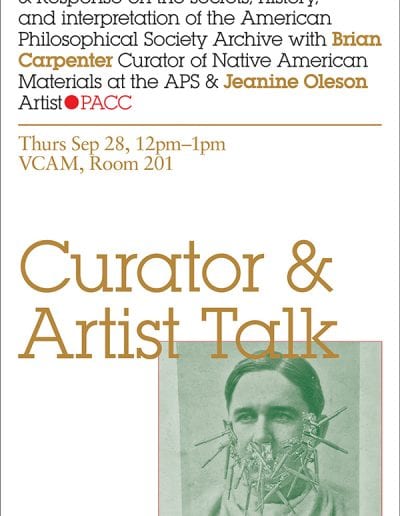 & Response on the secrets, history,
and interpretation of the American
Philosophical Society Archive with Brian
Carpenter Curator of Native American
Materials at the APS & Jeanine Oleson
Artist●PACC
Thurs Sep 28, 12pm–1pm
VCAM, Room 201
Curator &
Artist Talk